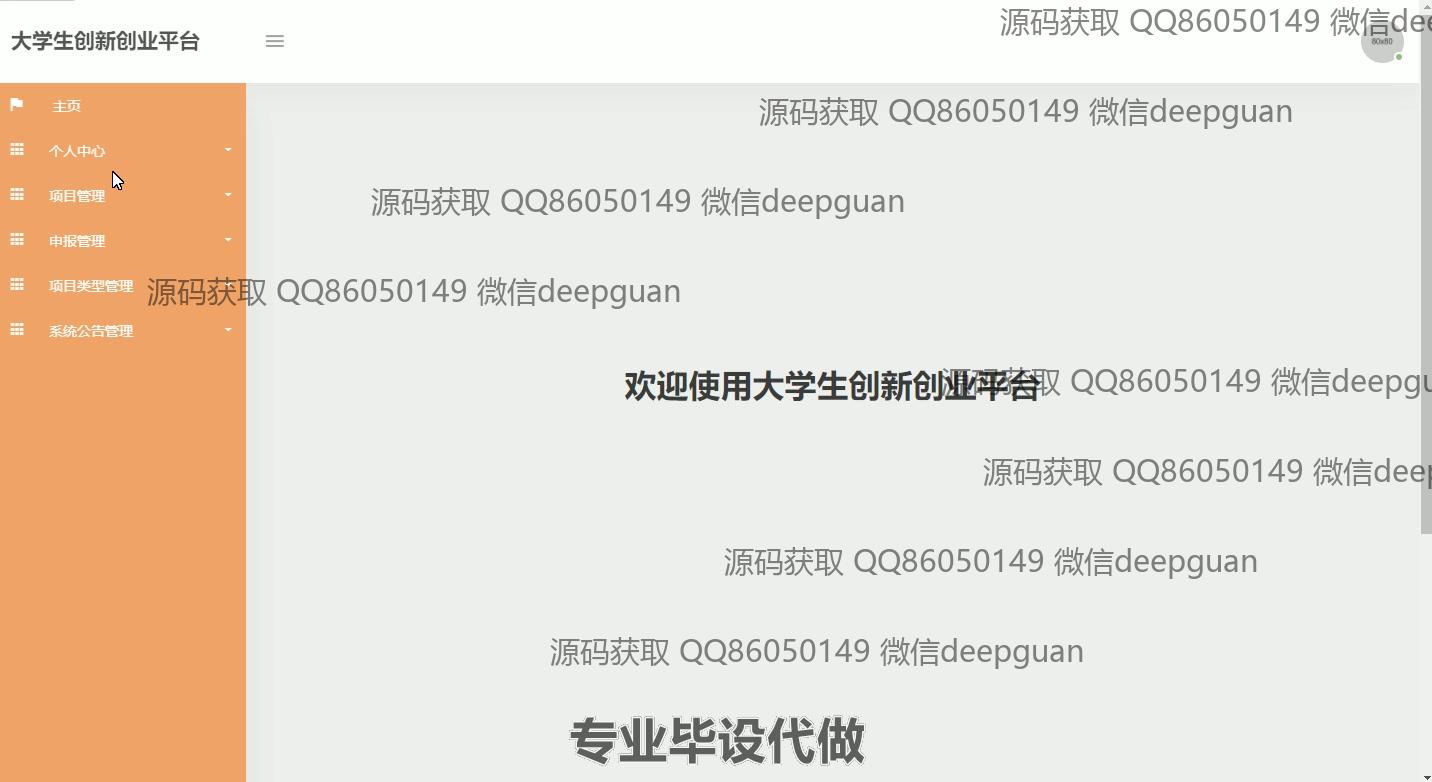 源码获取 QQ86050149 微信dee
大学生创新创业平台
80x80
主页
源码获取 QQ86050149 微信deepguan
个人中心
项目管理
源码获取 QQ86050149 微信deepguan
申报管理
项目类型管理
源码获取 QQ86050149 微信deepguan
系统公告管理
欢迎使用大学生创新创业平台
源码获取 QQ86050149 微信deepgu
源码获取 QQ86050149 微信deep
源码获取 QQ86050149 微信deepguan
源码获取 QQ86050149 微信deepguan
专业毕设代做